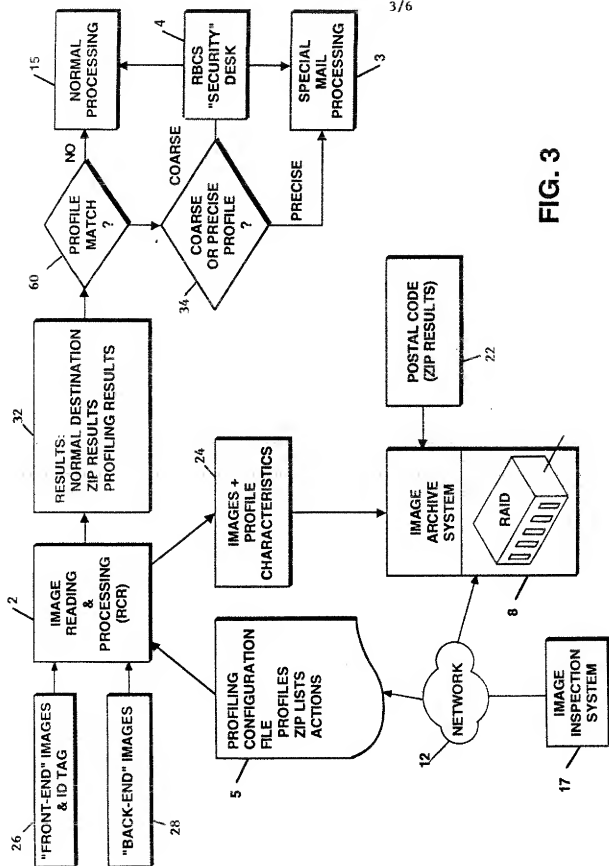 3/6
26
"FRONT-END" IMAGES
& ID TAG
"BACK-END" IMAGES
28
2
IMAGE
READING
&
PROCESSING
(RCR)
32
RESULTS:
NORMAL DESTINATION
ZIP RESULTS
PROFILING RESULTS
60
PROFILE
MATCH
?
NO
15
NORMAL
PROCESSING
34
COARSE
OR PRECISE
PROFILE
?
COARSE
PRECISE
4
RBCS
"SECURITY"
DESK
SPECIAL
MAIL
PROCESSING
3
PROFILING
CONFIGURATION
FILE
PROFILES
ZIP LISTS
ACTIONS
5
24
IMAGES +
PROFILE
CHARACTERISTICS
NETWORK
12
IMAGE
INSPECTION
SYSTEM
17
IMAGE
ARCHIVE
SYSTEM
RAID
8
POSTAL CODE
(ZIP RESULTS)
22
FIG. 3